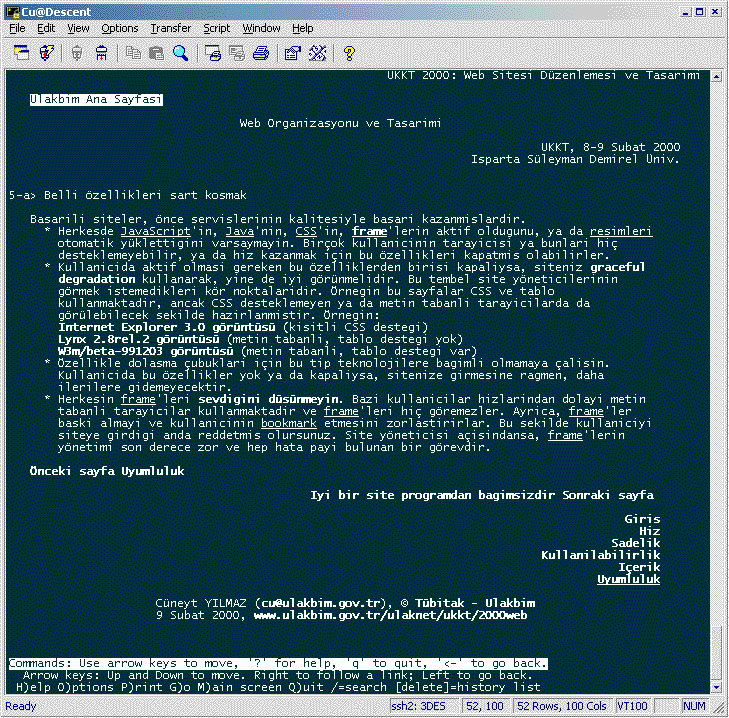 Cu@Descent
File Edit View Options Transfer Script Window Help
UKKT 2000: Web Sitesi Düzenlemesi ve Tasarimi
Ulakbim Ana Sayfasi
Web Organizasyonu ve Tasarimi
UKKT, 8-9 Subat 2000
Isparta Süleyman Demirel Üniv.
5-a> Belli özellikleri sart kosmak
Basarili siteler, önce servislerinin kalitesiyle basari kazanmislardir.
* Herkesde JavaScript'in, Java'nin, CSS'in, frame'lerin aktif oldugunu, ya da resimleri
otomatik yüklettigini varsaymayin. Birçok kullanicinin tarayicisi ya bunlari hiç
desteklemeyebilir, ya da hiz kazanmak için bu özellikleri kapatmis olabilirler.
* Kullanicida aktif olmasi gereken bu özelliklerden birisi kapaliysa, siteniz graceful
degradation kullanarak, yine de iyi görünmelidir. Bu tembel site yöneticilerinin
görmek istemedikleri kör noktalaridir. Örnegin bu sayfalar CSS ve tablo
kullanmaktadir, ancak CSS desteklemeyen ya da metin tabanli tarayicilarda da
görülebilecek sekilde hazirlanmistir. Örnegin:
Internet Explorer 3.0 görüntüsü (kisitli CSS destegi)
Lynx 2.8rel.2 görüntüsü (metin tabanli, tablo destegi yok)
W3m/beta-991203 görüntüsü (metin tabanli, tablo destegi var)
* Özellikle dolasma çubuklari için bu tip teknolojilere bagimli olmamaya çalisin.
Kullanicida bu özellikler yok ya da kapaliysa, sitenize girmesine ragmen, daha
ilerilere gidemeyecektir.
* Herkesin frame'leri sevdigini düsünmeyin. Bazi kullanicilar hizlarindan dolayi metin
tabanli tarayicilar kullanmaktadir ve frame'leri hiç göremezler. Ayrica, frame'ler
baski almayi ve kullanicinin bookmark etmesini zorlastirirlar. Bu sekilde kullaniciyi
siteye girdigi anda reddetmis olursunuz. Site yöneticisi açisindansa, frame'lerin
yönetimi son derece zor ve hep hata payi bulunan bir görevdir.
Önceki sayfa Uyumluluk
Iyi bir site programdan bagimsizdir Sonraki sayfa
Giris
Hiz
Sadelik
Kullanilabilirlik
Içerik
Uyumluluk
Cüneyt YILMAZ (cu@ulakbim.gov.tr), © Tübitak - Ulakbim
9 Subat 2000, www.ulakbim.gov.tr/ulaknet/ukkt/2000web
Commands: Use arrow keys to move, '?' for help, 'q' to quit, '<-' to go back.
Arrow keys: Up and Down to move. Right to follow a link; Left to go back.
H)elp O)ptions P)rint G)o M)ain screen Q)uit /=search [delete]=history list
Ready ssh2: 3DES 52, 100 52 Rows, 100 Cols VT100 NUM